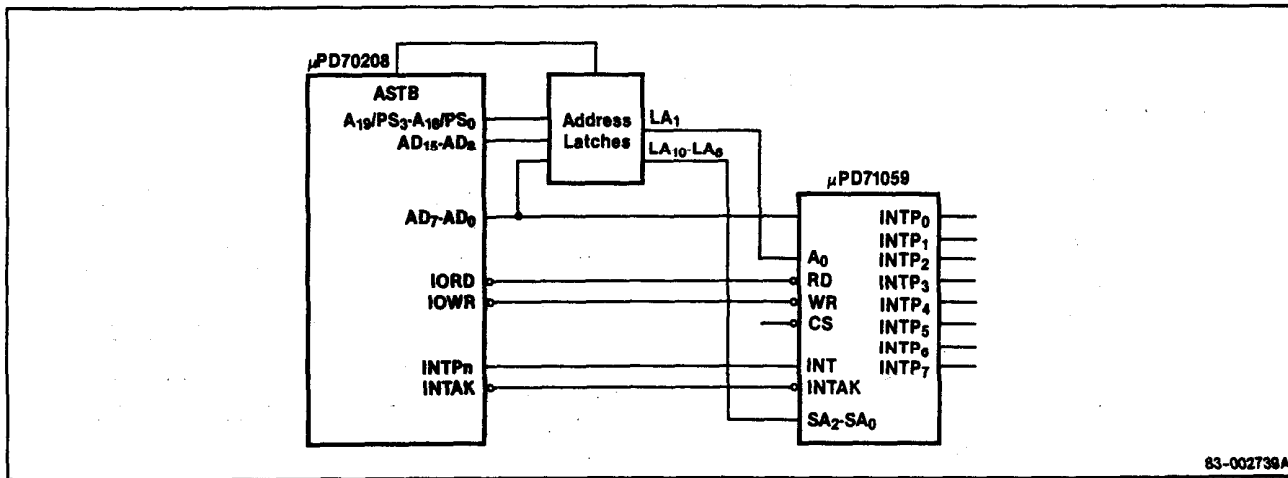 μPD70208
ASTB
A19/PS3-A16/PS0
AD15-AD8
AD7-AD0
IORD
IOWR
INTPn
INTAK
Address
Latches
LA1
LA10-LA8
μPD71059
A0
RD
WR
CS
INT
INTAK
SA2-SA0
INTP0
INTP1
INTP2
INTP3
INTP4
INTP5
INTP6
INTP7
83-002739A